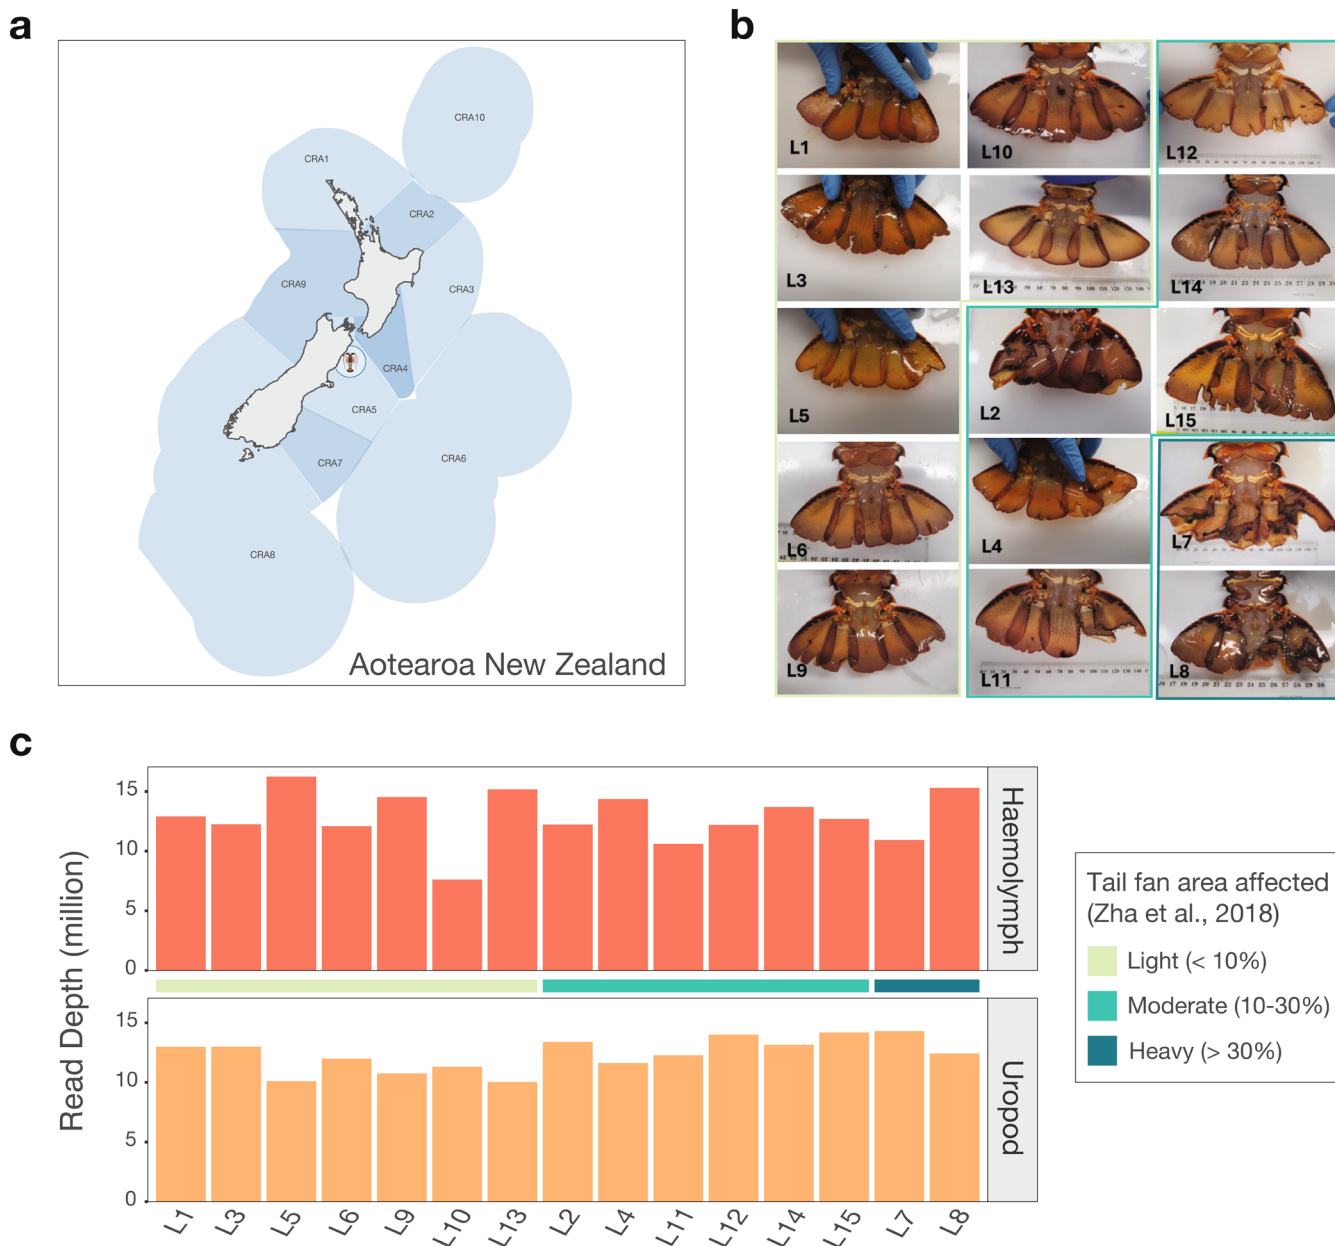 a
CRA10
CRA1
CRA2
CRA9
CRA3
CRA4
CRA5
CRA7
CRA6
CRA8
Aotearoa New Zealand
b
L1
L10
L12
L3
L13
L14
L5
L2
L15
L6
L4
L7
L9
L11
L8
c
Read Depth (million)
15
10
5
0
Haemolymph
15
10
5
0
Uropod
L1 L3 L5 L6 L9 L10 L13 L2 L4 L11 L12 L14 L15 L7 L8
Tail fan area affected
(Zha et al., 2018)
Light (< 10%)
Moderate (10-30%)
Heavy (> 30%)